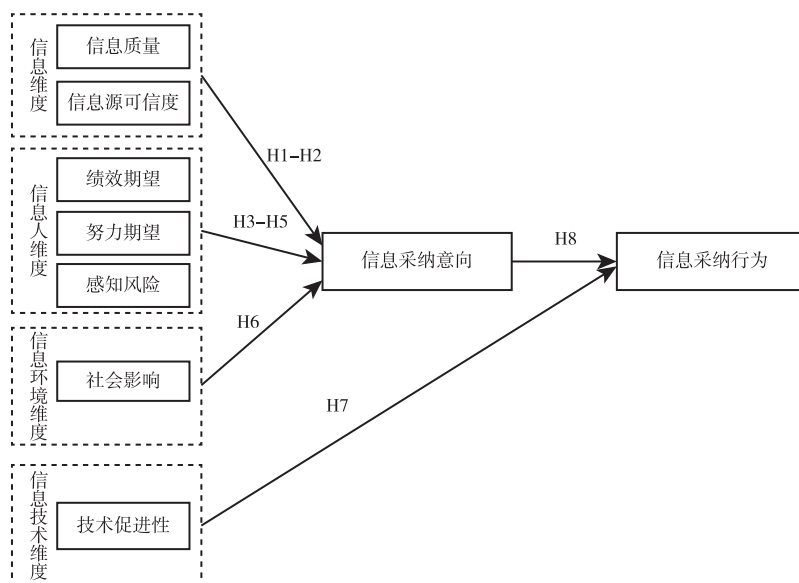 信息维度
信息质量
信息源可信度
H1-H2
信息人维度
绩效期望
努力期望
感知风险
H3-H5
信息采纳意向
H8
信息采纳行为
信息环境维度
社会影响
H6
H7
信息技术维度
技术促进性